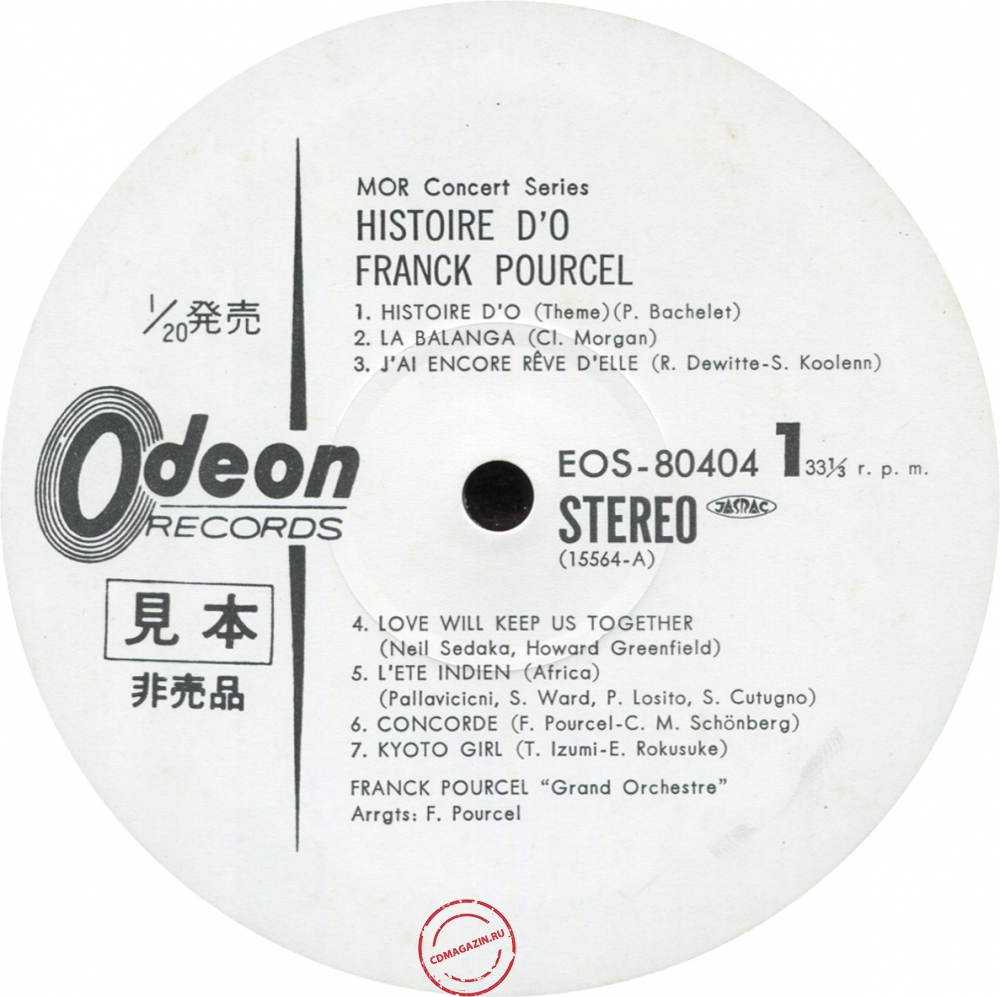 MOR Concert Series
HISTOIRE D'O
FRANCK POURCEL
1. HISTOIRE D'O (Theme)(P. Bachelet)
2. LA BALANGA (Cl. Morgan)
3. J'AI ENCORE RÊVE D'ELLE (R. Dewitte-S. Koolenn)
1/20発売
Odeon
RECORDS
見本
非売品
EOS-80404 1 33⅓ r. p. m.
STEREO JASRAC
(15564-A)
4. LOVE WILL KEEP US TOGETHER
(Neil Sedaka, Howard Greenfield)
5. L'ETE INDIEN (Africa)
(Pallavicicni, S. Ward, P. Losito, S. Cutugno)
6. CONCORDE (F. Pourcel-C. M. Schönberg)
7. KYOTO GIRL (T. Izumi-E. Rokusuke)
FRANCK POURCEL “Grand Orchestre”
Arrgts: F. Pourcel
CDMAGAZIN.RU